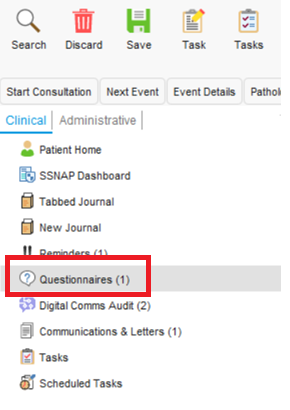 Search Discard Save Task Tasks
Start Consultation Next Event Event Details Pathol
Clinical Administrative
Patient Home
SSNAP Dashboard
Tabbed Journal
New Journal
Reminders (1)
Questionnaires (1)
Digital Comms Audit (2)
Communications & Letters (1)
Tasks
Scheduled Tasks